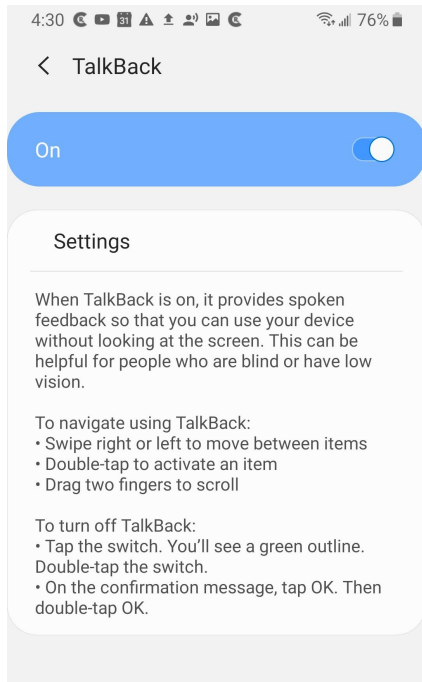 4:30 31 76%
TalkBack
On
Settings
When TalkBack is on, it provides spoken
feedback so that you can use your device
without looking at the screen. This can be
helpful for people who are blind or have low
vision.
To navigate using TalkBack:
• Swipe right or left to move between items
• Double-tap to activate an item
• Drag two fingers to scroll
To turn off TalkBack:
• Tap the switch. You’ll see a green outline.
Double-tap the switch.
• On the confirmation message, tap OK. Then
double-tap OK.